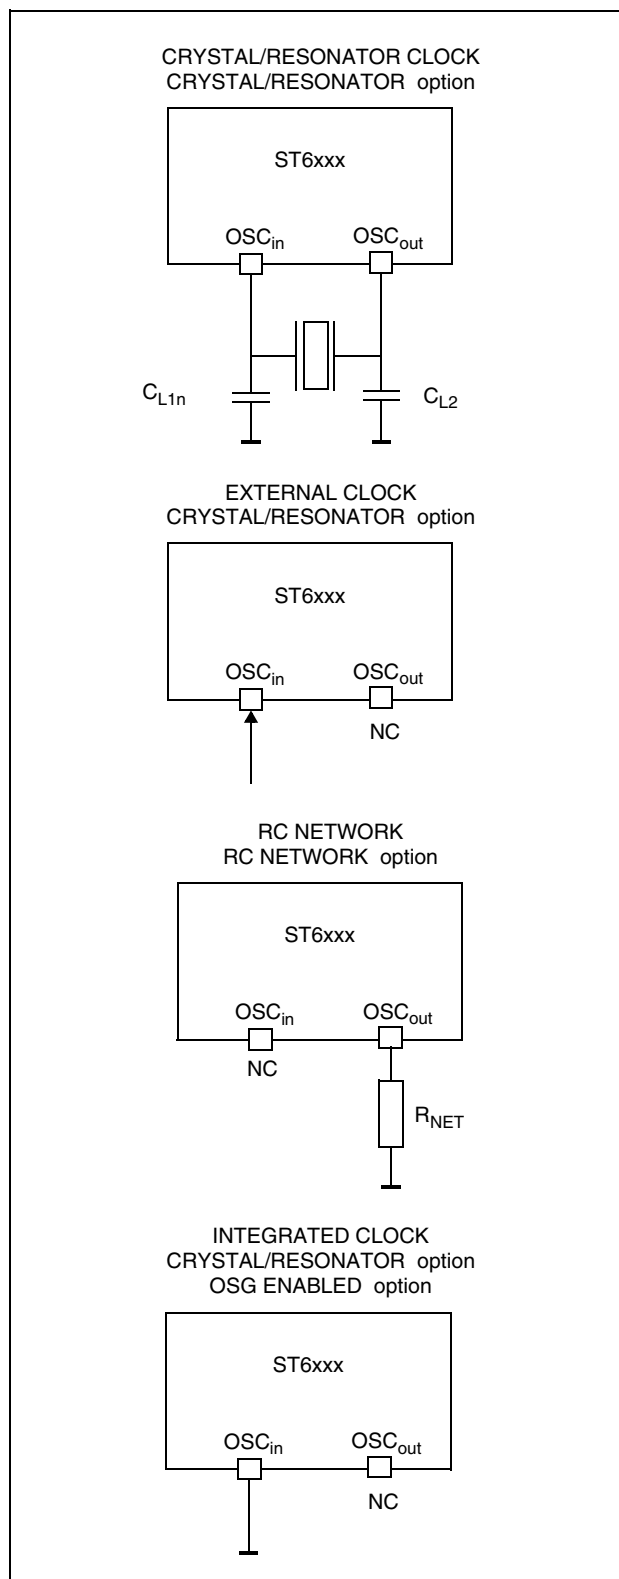 CRYSTAL/RESONATOR CLOCK
CRYSTAL/RESONATOR option
ST6xxx
OSCin OSCout
CL1n CL2
EXTERNAL CLOCK
CRYSTAL/RESONATOR option
ST6xxx
OSCin OSCout
NC
RC NETWORK
RC NETWORK option
ST6xxx
OSCin OSCout
NC
RNET
INTEGRATED CLOCK
CRYSTAL/RESONATOR option
OSG ENABLED option
ST6xxx
OSCin OSCout
NC